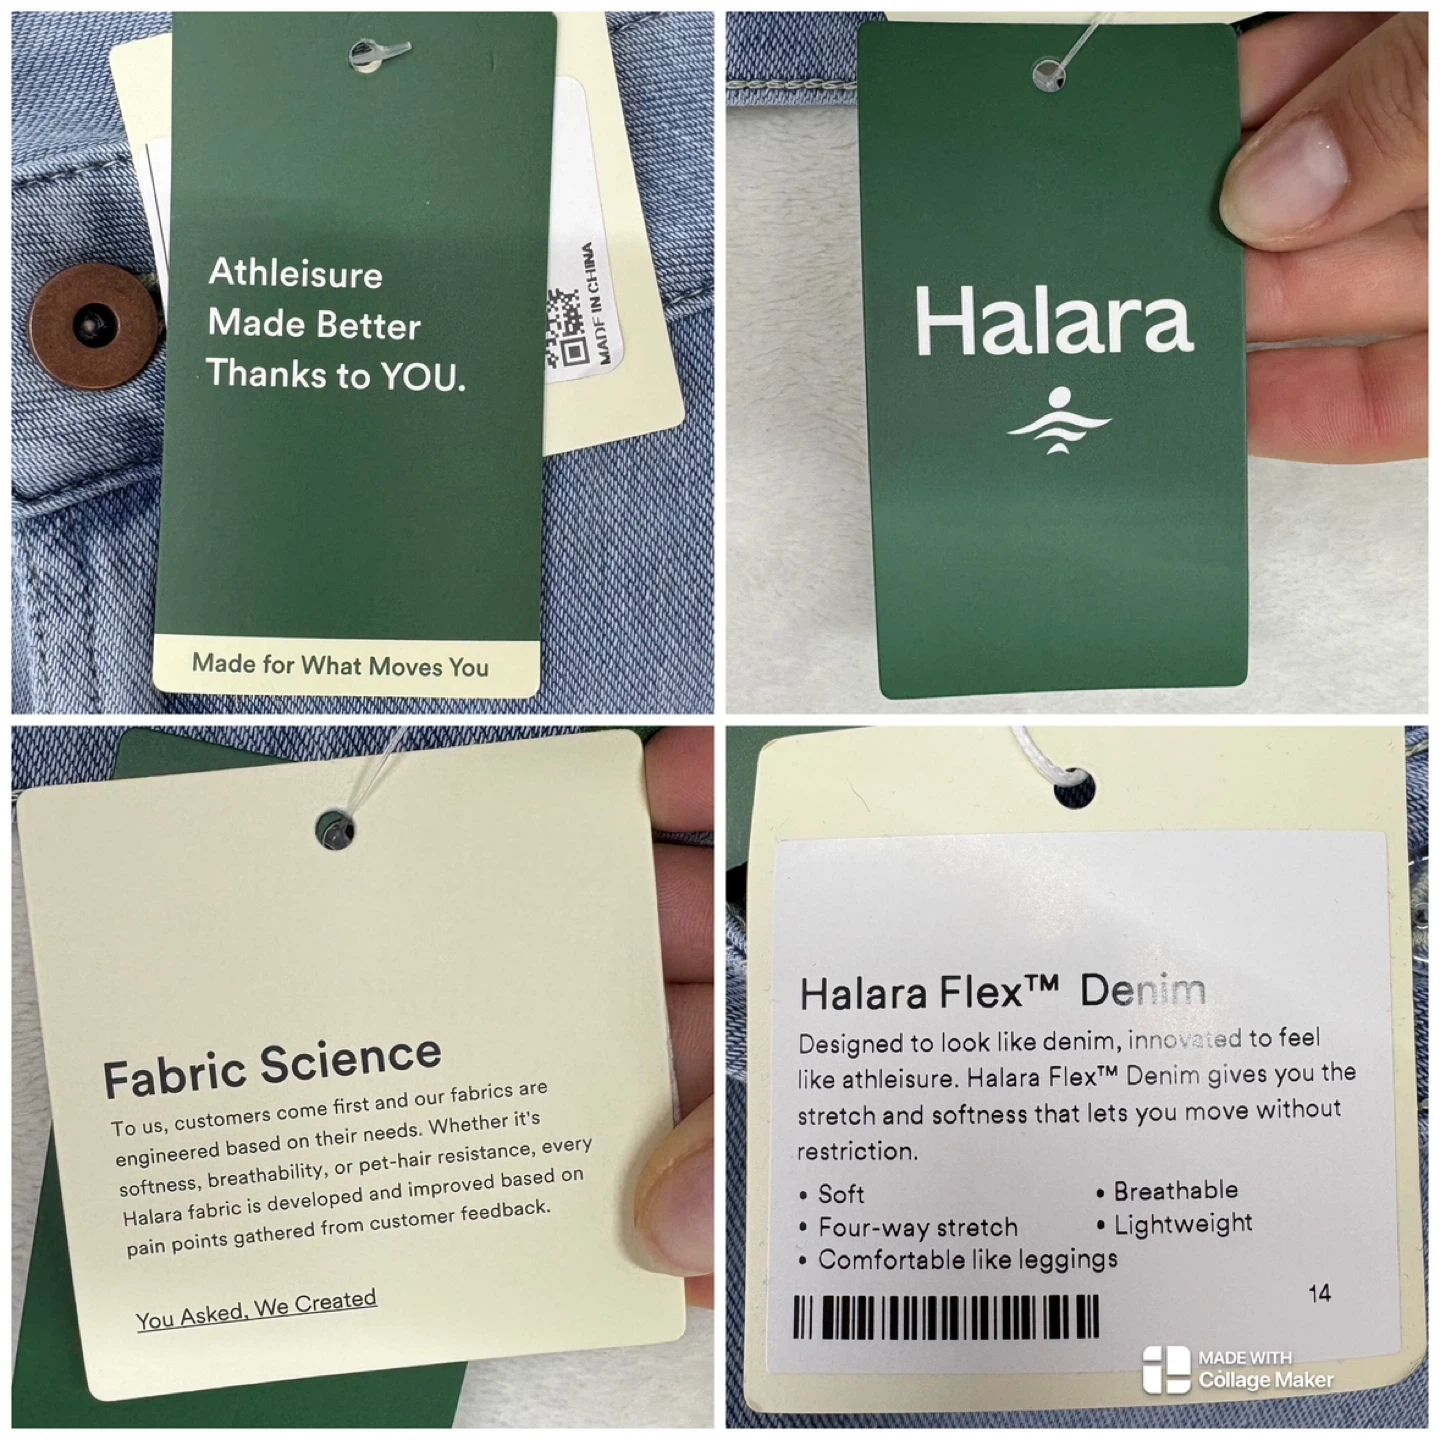 Athleisure
Made Better
Thanks to YOU.
Made for What Moves You
MADE IN CHINA
Halara
Fabric Science
To us, customers come first and our fabrics are
engineered based on their needs. Whether it's
softness, breathability, or pet-hair resistance, every
Halara fabric is developed and improved based on
pain points gathered from customer feedback.
You Asked, We Created
Halara Flex™ Denim
Designed to look like denim, innovated to feel
like athleisure. Halara Flex™ Denim gives you the
stretch and softness that lets you move without
restriction.
• Soft
• Breathable
• Four-way stretch
• Lightweight
• Comfortable like leggings
14
MADE WITH
Collage Maker